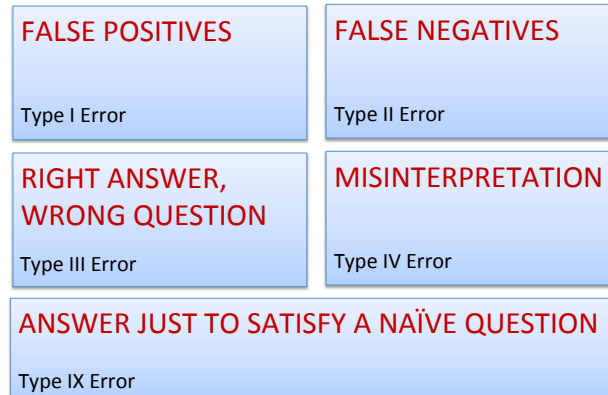 FALSE POSITIVES
Type I Error
FALSE NEGATIVES
Type II Error
RIGHT ANSWER,
WRONG QUESTION
Type III Error
MISINTERPRETATION
Type IV Error
ANSWER JUST TO SATISFY A NAÏVE QUESTION
Type IX Error